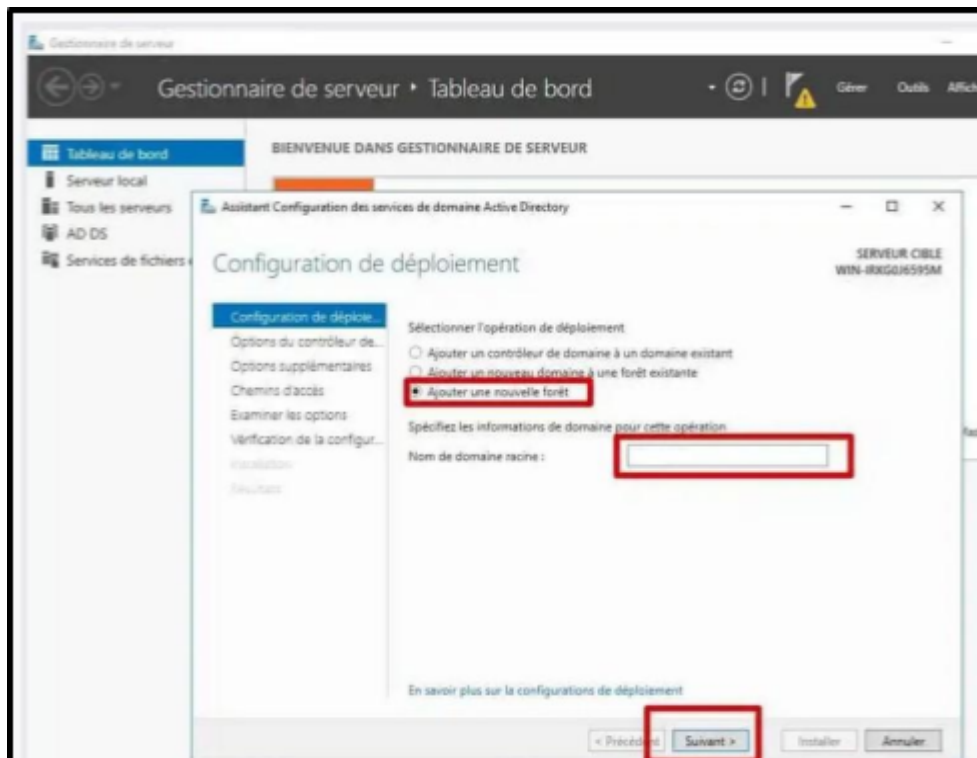 Gestionnaire de serveur
Gestionnaire de serveur • Tableau de bord
Gérer Outils Affich
Tableau de bord
Serveur local
Tous les serveurs
AD DS
Services de fichiers
BIENVENUE DANS GESTIONNAIRE DE SERVEUR
Assistant Configuration des services de domaine Active Directory
Configuration de déploiement
SERVEUR CIBLE
WIN-IRKG0J6595M
Configuration de déploie...
Options du contrôleur de...
Options supplémentaires
Chemins d'accès
Examiner les options
Vérification de la configur...
Installation
Résultats
Sélectionner l'opération de déploiement
Ajouter un contrôleur de domaine à un domaine existant
Ajouter un nouveau domaine à une forêt existante
Ajouter une nouvelle forêt
Spécifiez les informations de domaine pour cette opération
Nom de domaine racine :
En savoir plus sur la configurations de déploiement
< Précédent
Suivant >
Installer
Annuler